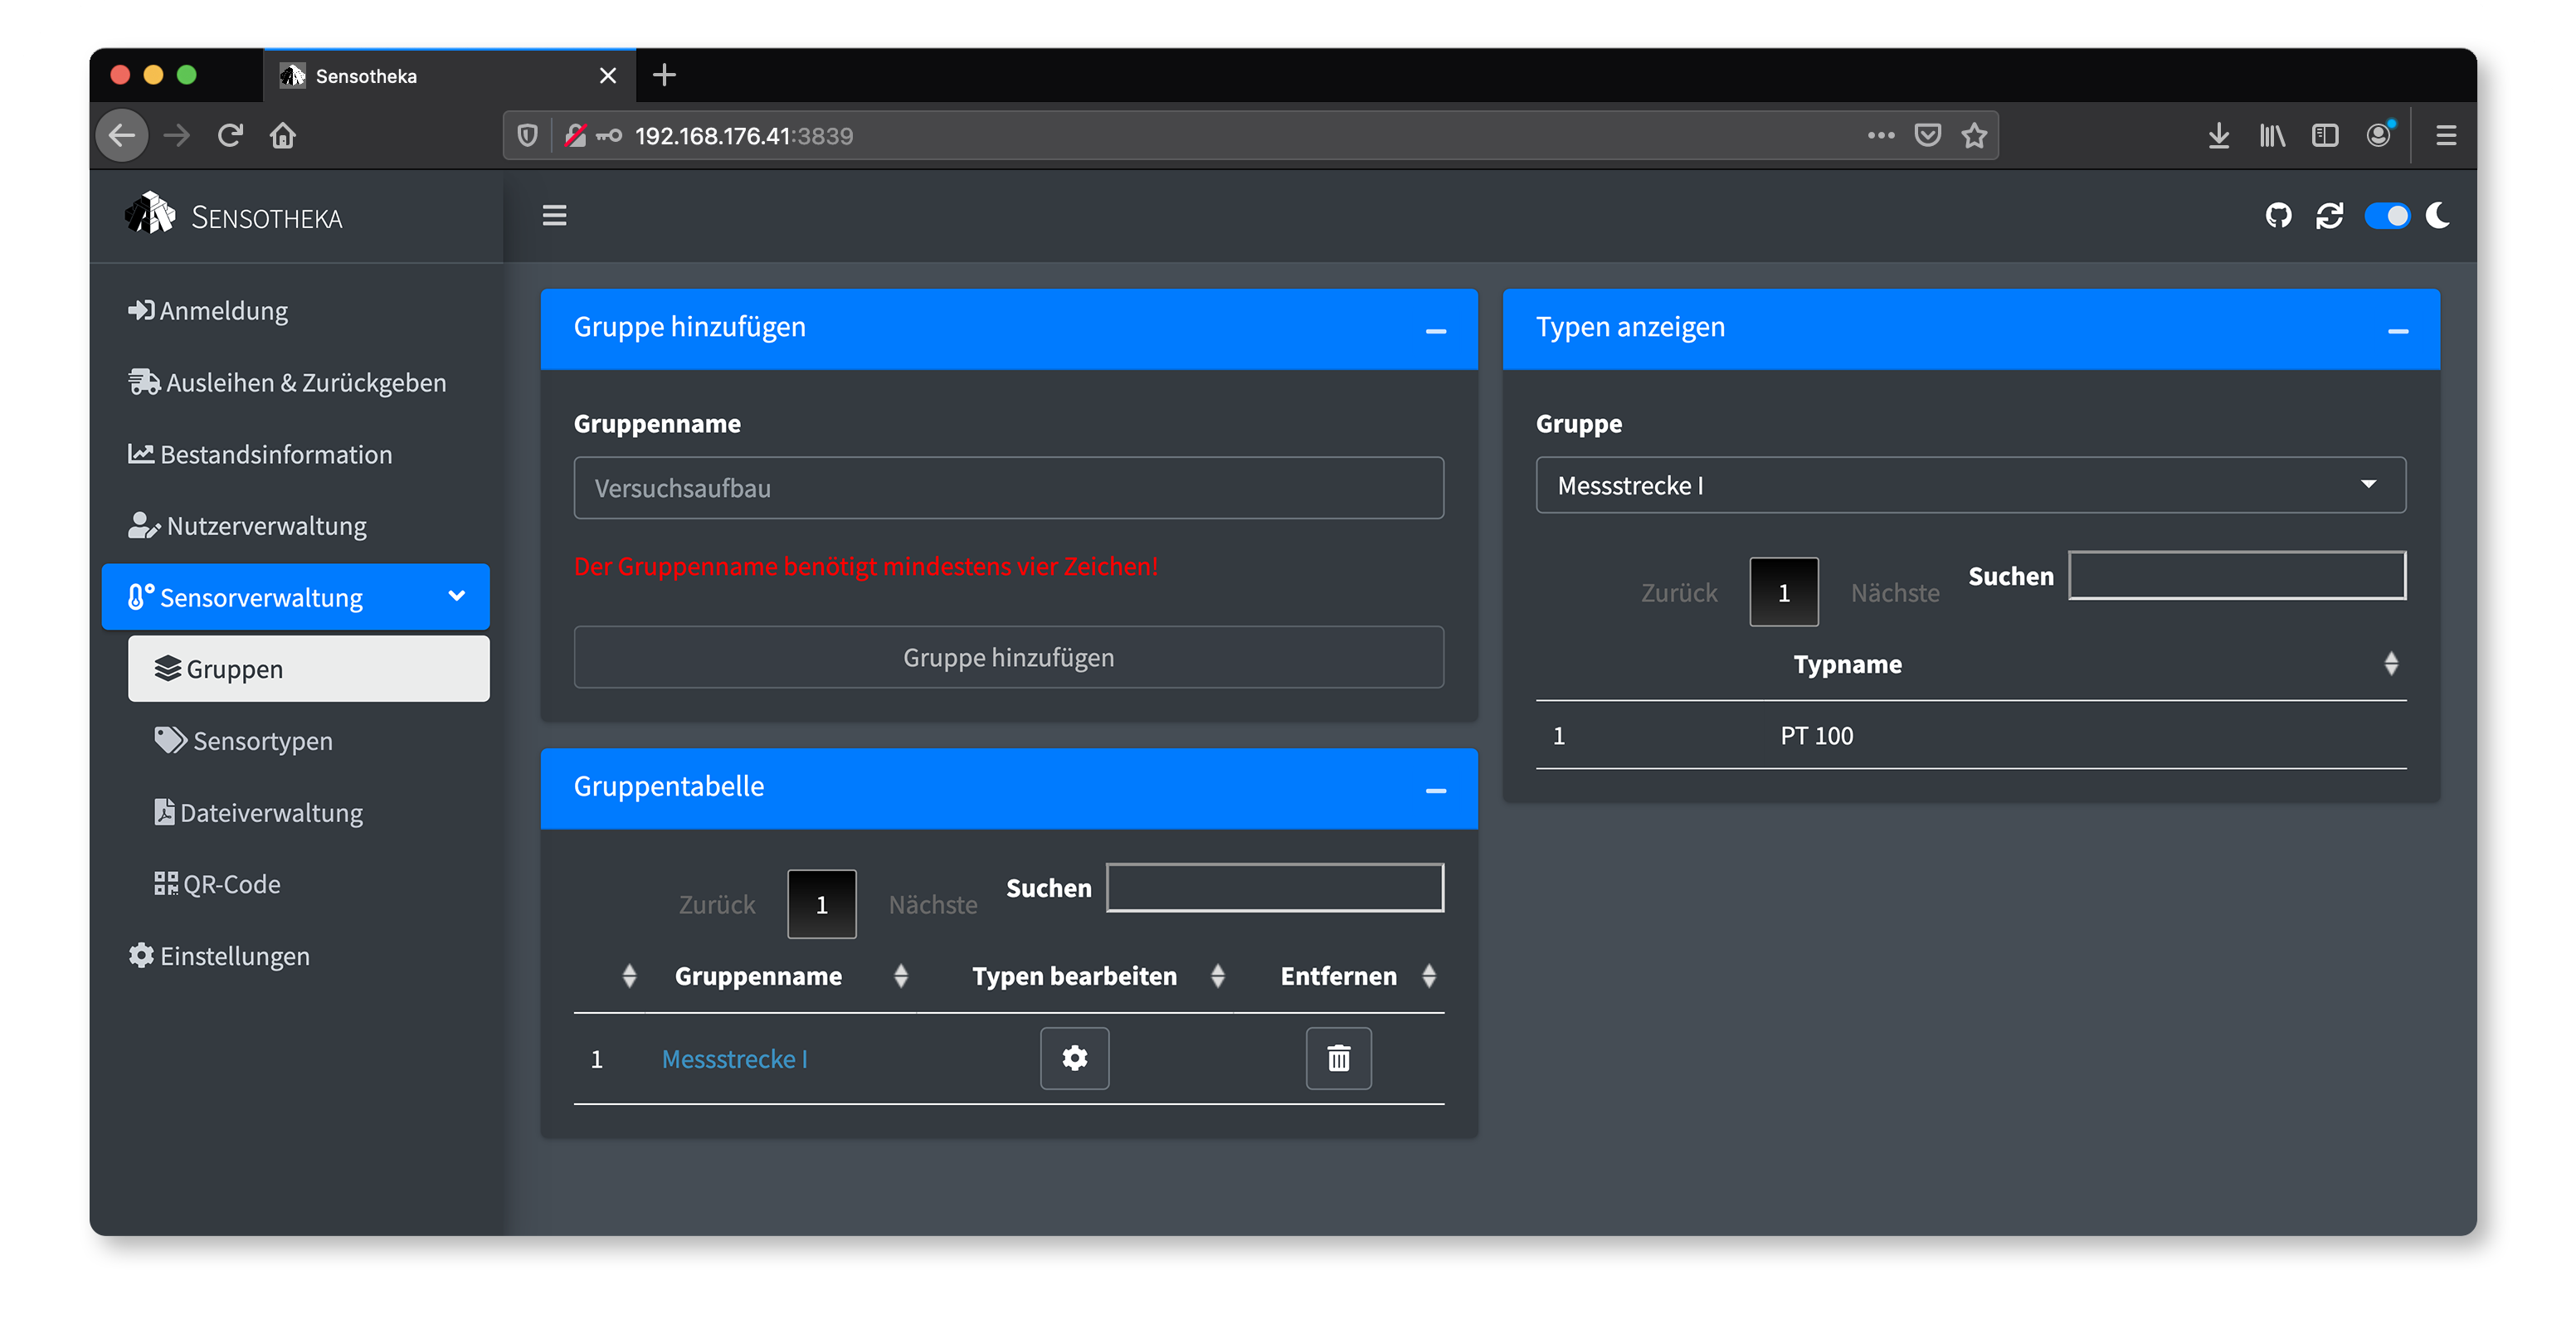 Sensotheka
192.168.176.41:3839
SENSOTHEKA
Anmeldung
Ausleihen & Zurückgeben
Bestandsinformation
Nutzerverwaltung
Sensorverwaltung
Gruppen
Sensortypen
Dateiverwaltung
QR-Code
Einstellungen
Gruppe hinzufügen
Gruppenname
Versuchsaufbau
Der Gruppenname benötigt mindestens vier Zeichen!
Gruppe hinzufügen
Gruppentabelle
Zurück 1 Nächste Suchen
Gruppenname Typen bearbeiten Entfernen
1 Messstrecke I
Typen anzeigen
Gruppe
Messstrecke I
Zurück 1 Nächste Suchen
Typname
1 PT 100